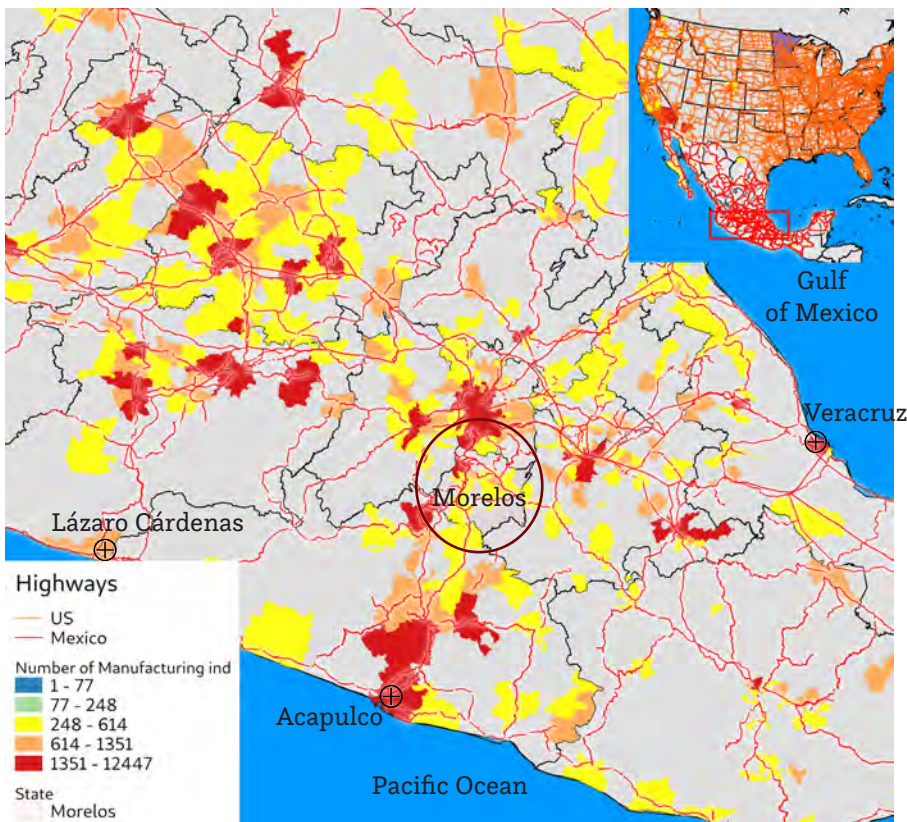 Gulf
of Mexico
Veracruz
Morelos
Lázaro Cárdenas
Acapulco
Pacific Ocean
Highways
US
Mexico
Number of Manufacturing ind
1 - 77
77 - 248
248 - 614
614 - 1351
1351 - 12447
State
Morelos